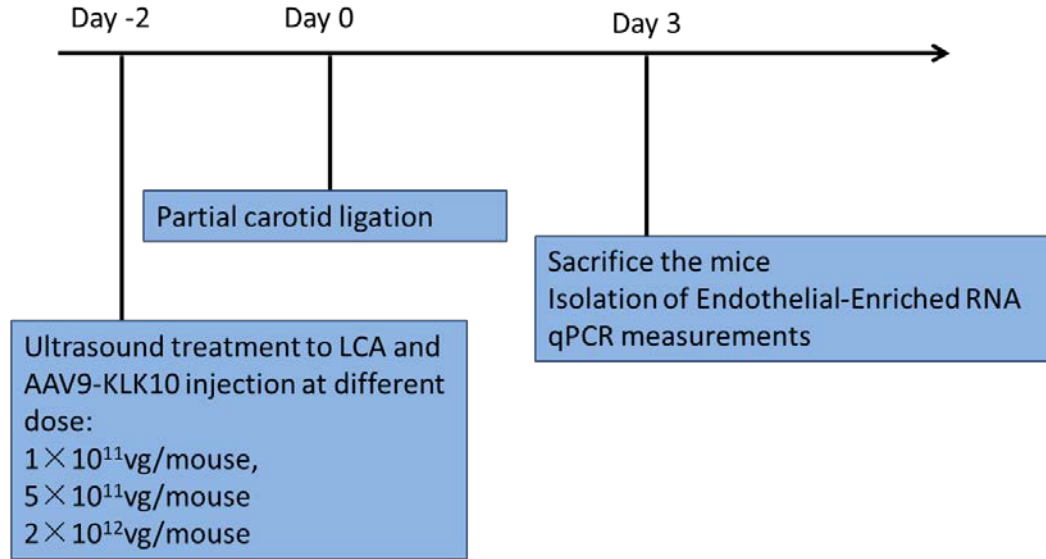 Day -2
Day 0
Day 3
Partial carotid ligation
Sacrifice the mice
Isolation of Endothelial-Enriched RNA
qPCR measurements
Ultrasound treatment to LCA and
AAV9-KLK10 injection at different
dose:
1×10¹¹vg/mouse,
5×10¹¹vg/mouse
2×10¹²vg/mouse